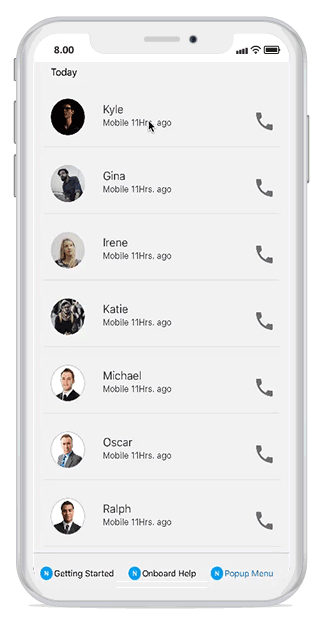 8.00
Today
Kyle
Mobile 11Hrs. ago
Gina
Mobile 11Hrs. ago
Irene
Mobile 11Hrs. ago
Katie
Mobile 11Hrs. ago
Michael
Mobile 11Hrs. ago
Oscar
Mobile 11Hrs. ago
Ralph
Mobile 11Hrs. ago
N Getting Started N Onboard Help N Popup Menu